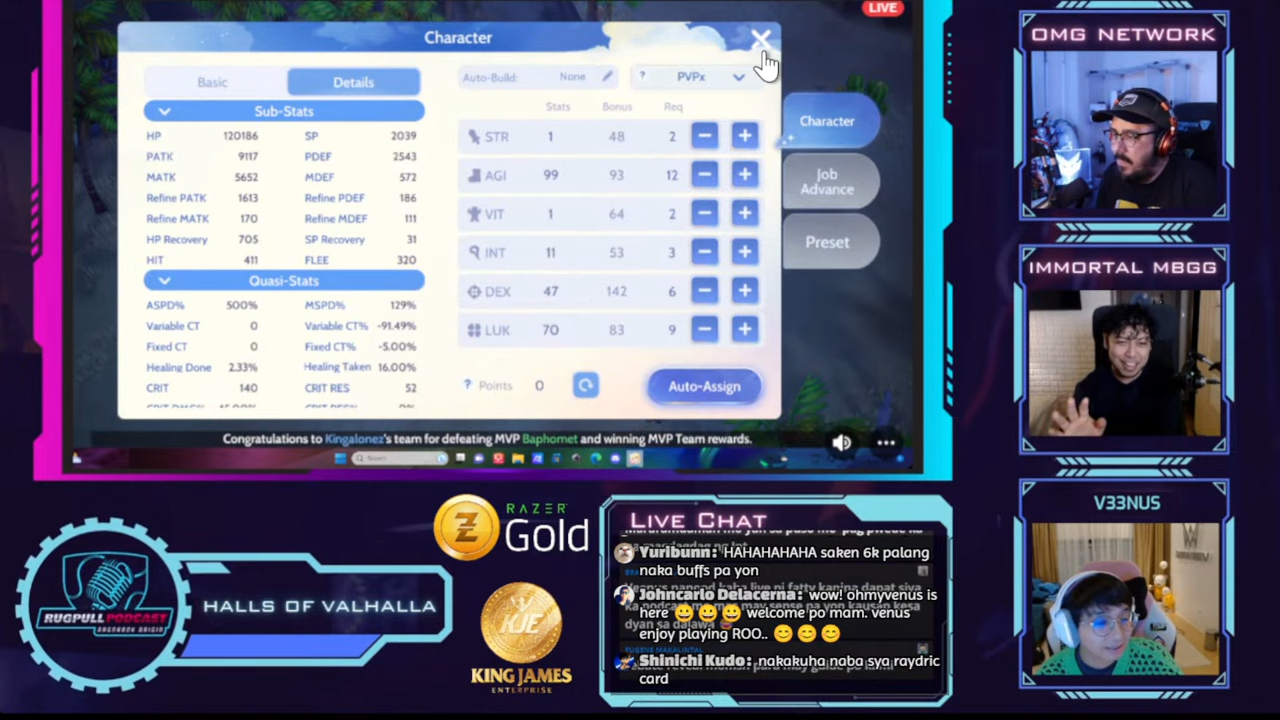 LIVE
OMG NETWORK
Character
Basic
Details
Auto-Build:
None
?
PVPx
Sub-Stats
Stats
Bonus
Req
HP 120186 SP 2039
PATK 9117 PDEF 2543
MATK 5652 MDEF 572
Refine PATK 1613 Refine PDEF 186
Refine MATK 170 Refine MDEF 111
HP Recovery 705 SP Recovery 31
HIT 411 FLEE 320
Quasi-Stats
ASPD% 500% MSPD% 129%
Variable CT 0 Variable CT% -91.49%
Fixed CT 0 Fixed CT% -5.00%
Healing Done 2.33% Healing Taken 16.00%
CRIT 140 CRIT RES 52
STR 1 48 2
AGI 99 93 12
VIT 1 64 2
INT 11 53 3
DEX 47 142 6
LUK 70 83 9
? Points 0
Auto-Assign
Character
Job
Advance
Preset
Congratulations to Kingalonez's team for defeating MVP Baphomet and winning MVP Team rewards.
IMMORTAL MBGG
V33NUS
RUGPULL PODCAST
RAGNAROK ORIGIN
HALLS OF VALHALLA
RAZER
Gold
KJE
KING JAMES
ENTERPRISE
LIVE CHAT
Yuribunn: HAHAHAHAHA saken 6k palang
naka buffs pa yon
Johncarlo Delacerna: wow! ohmyvenus is
here 😀😀😀 welcome po mam. venus
enjoy playing ROO.. 😊😊😊
Shinichi Kudo: nakakuha naba sya raydric
card